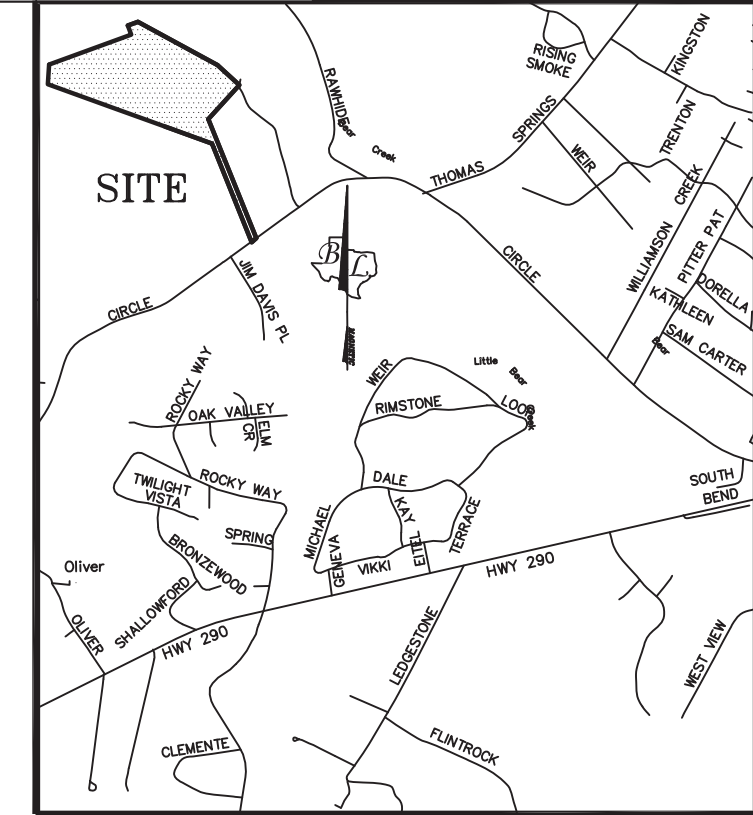 KINGSTON
RISING
SMOKE
RAWHIDE
Bear
Creek
SPRINGS
TRENTON
THOMAS
WEIR
CREEK
WILLIAMSON
SITE
PITTER PAT
B L
CIRCLE
DORELLA
KATHLEEN
JIM DAVIS PL
CIRCLE
SAM CARTER
Bear
MAGNETIC
ROCKY WAY
WEIR
Little
Bear
Creek
RIMSTONE
LOOP
OAK VALLEY
ELM
CR
DALE
SOUTH
BEND
TWILIGHT
VISTA
ROCKY WAY
KAY
MICHAEL
TERRACE
SPRING
GENEVA
EITEL
BRONZEWOOD
VIKKI
HWY 290
Oliver
SHALLOWFORD
OLIVER
HWY 290
LEDGESTONE
WEST VIEW
CLEMENTE
FLINTROCK